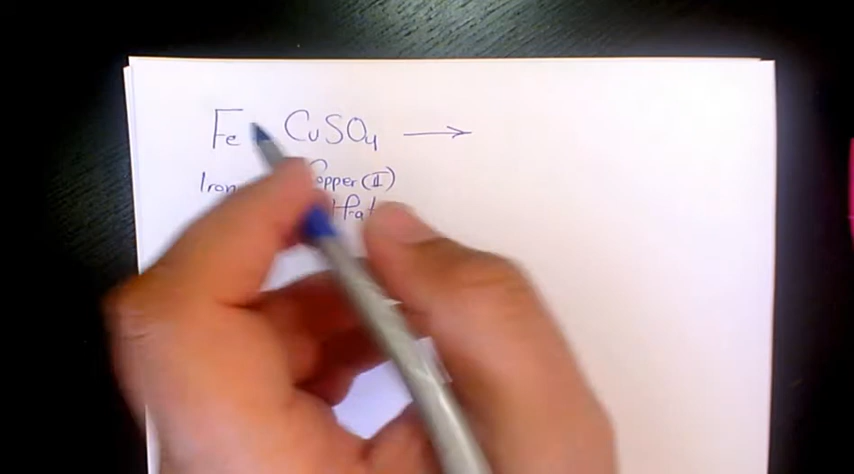 Fe CuSO₄ →
Iron Copper (II)